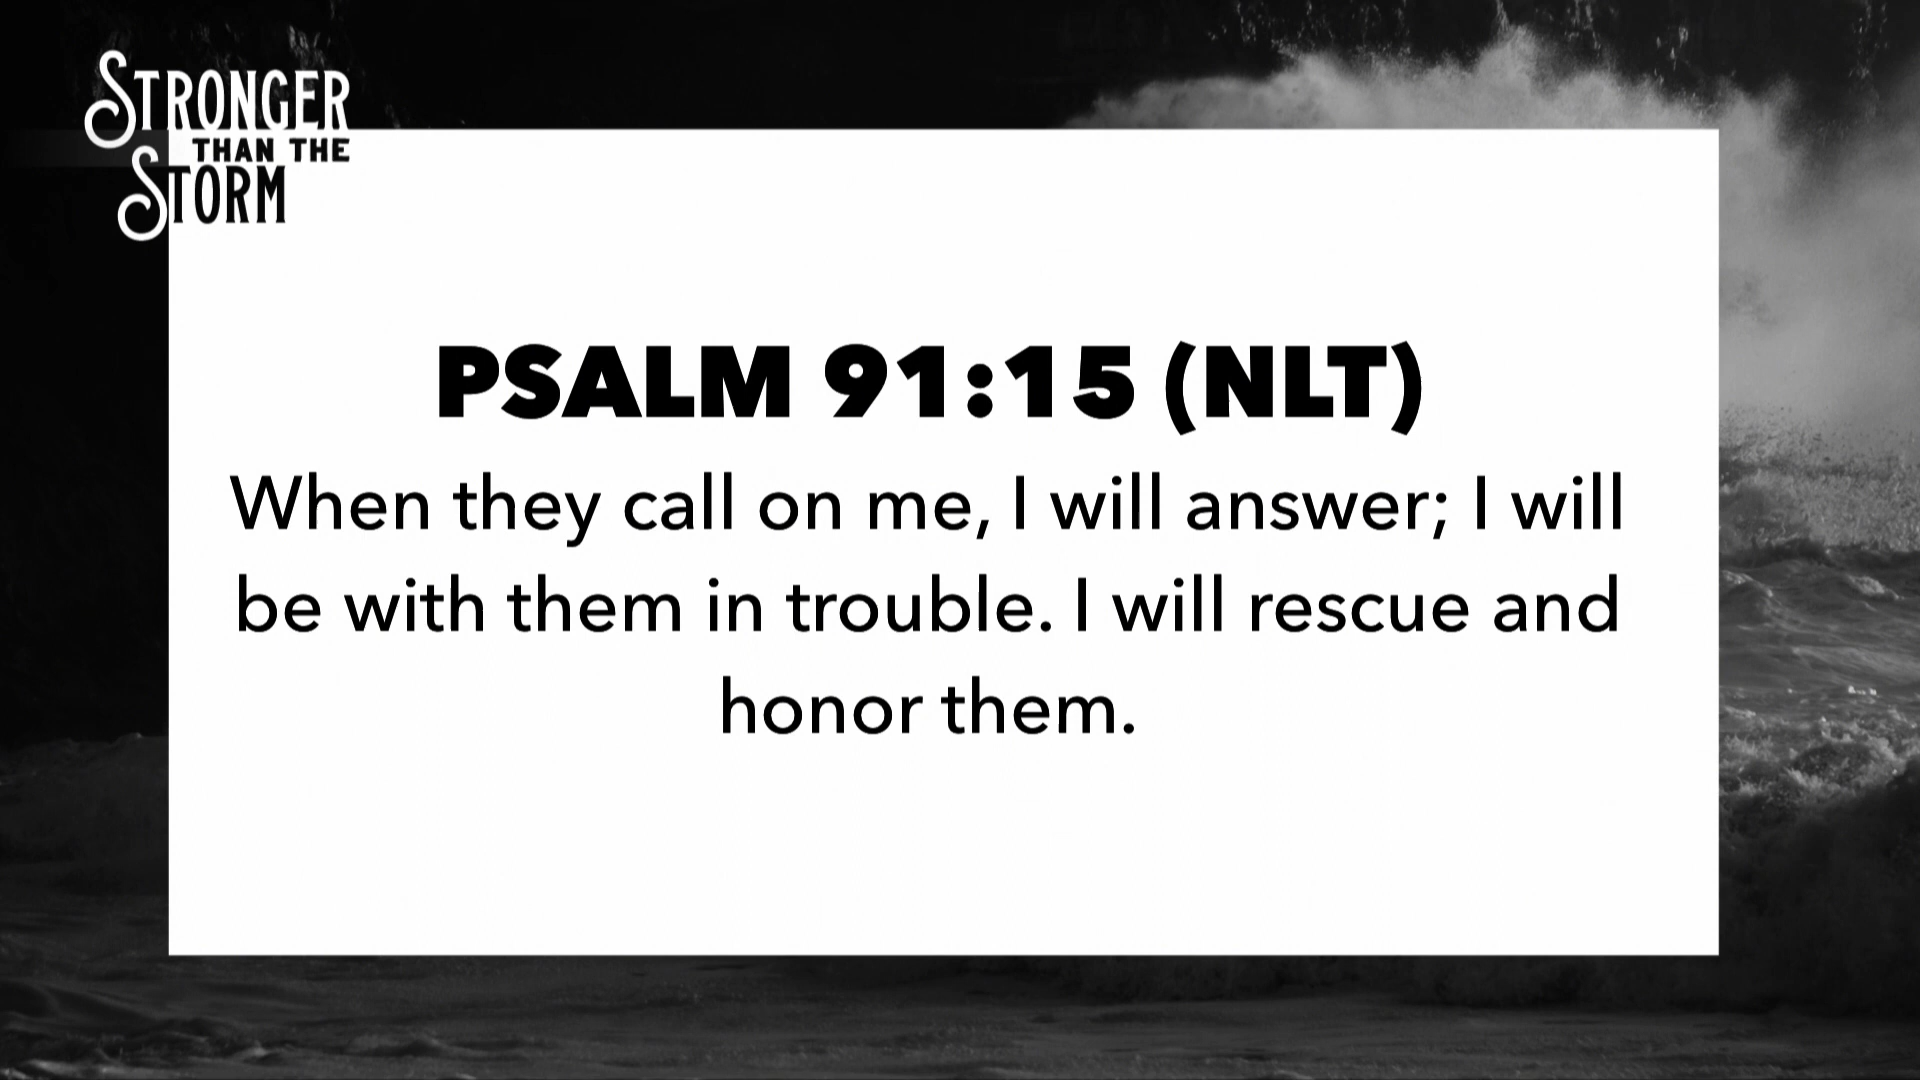 STRONGER
THAN THE
STORM
PSALM 91:15 (NLT)
When they call on me, I will answer; I will
be with them in trouble. I will rescue and
honor them.